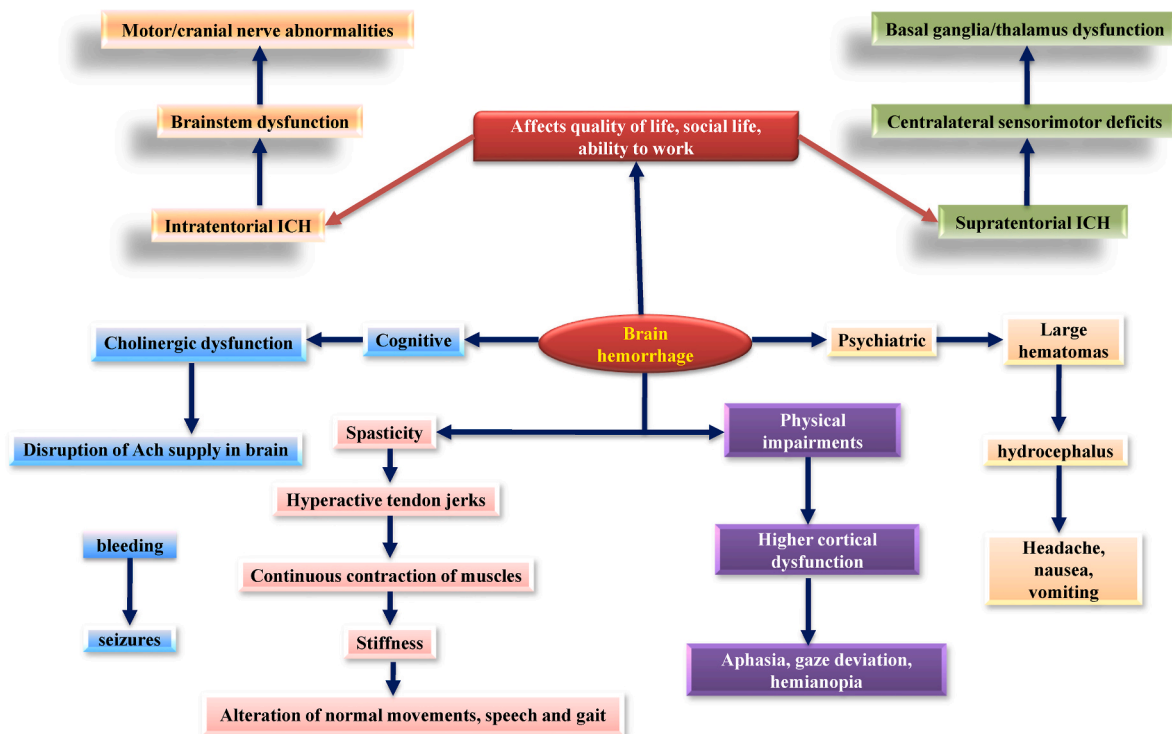 Motor/cranial nerve abnormalities
Basal ganglia/thalamus dysfunction
Brainstem dysfunction
Affects quality of life, social life,
ability to work
Centralateral sensorimotor deficits
Intratentorial ICH
Supratentorial ICH
Cholinergic dysfunction
Cognitive
Brain
hemorrhage
Psychiatric
Large
hematomas
Disruption of Ach supply in brain
Spasticity
Physical
impairments
hydrocephalus
Hyperactive tendon jerks
bleeding
Higher cortical
dysfunction
Headache,
nausea,
vomiting
Continuous contraction of muscles
seizures
Stiffness
Aphasia, gaze deviation,
hemianopia
Alteration of normal movements, speech and gait